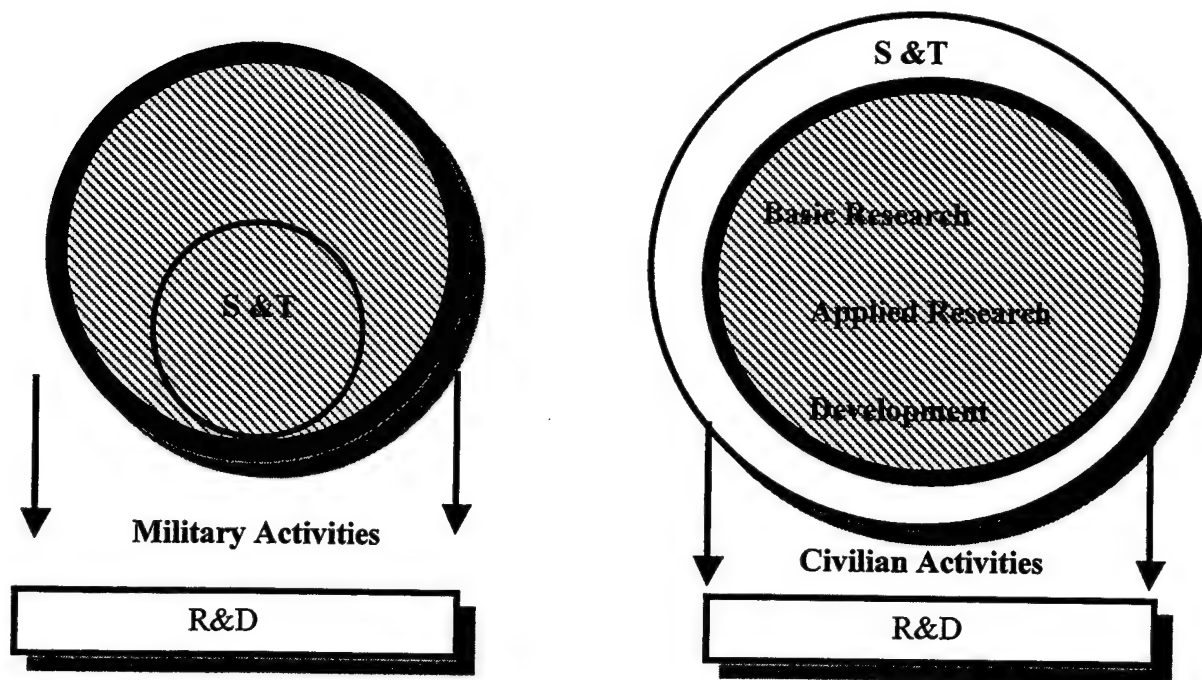 S &T
Military Activities
R&D
S &T
Basic Research
Applied Research
Development
Civilian Activities
R&D